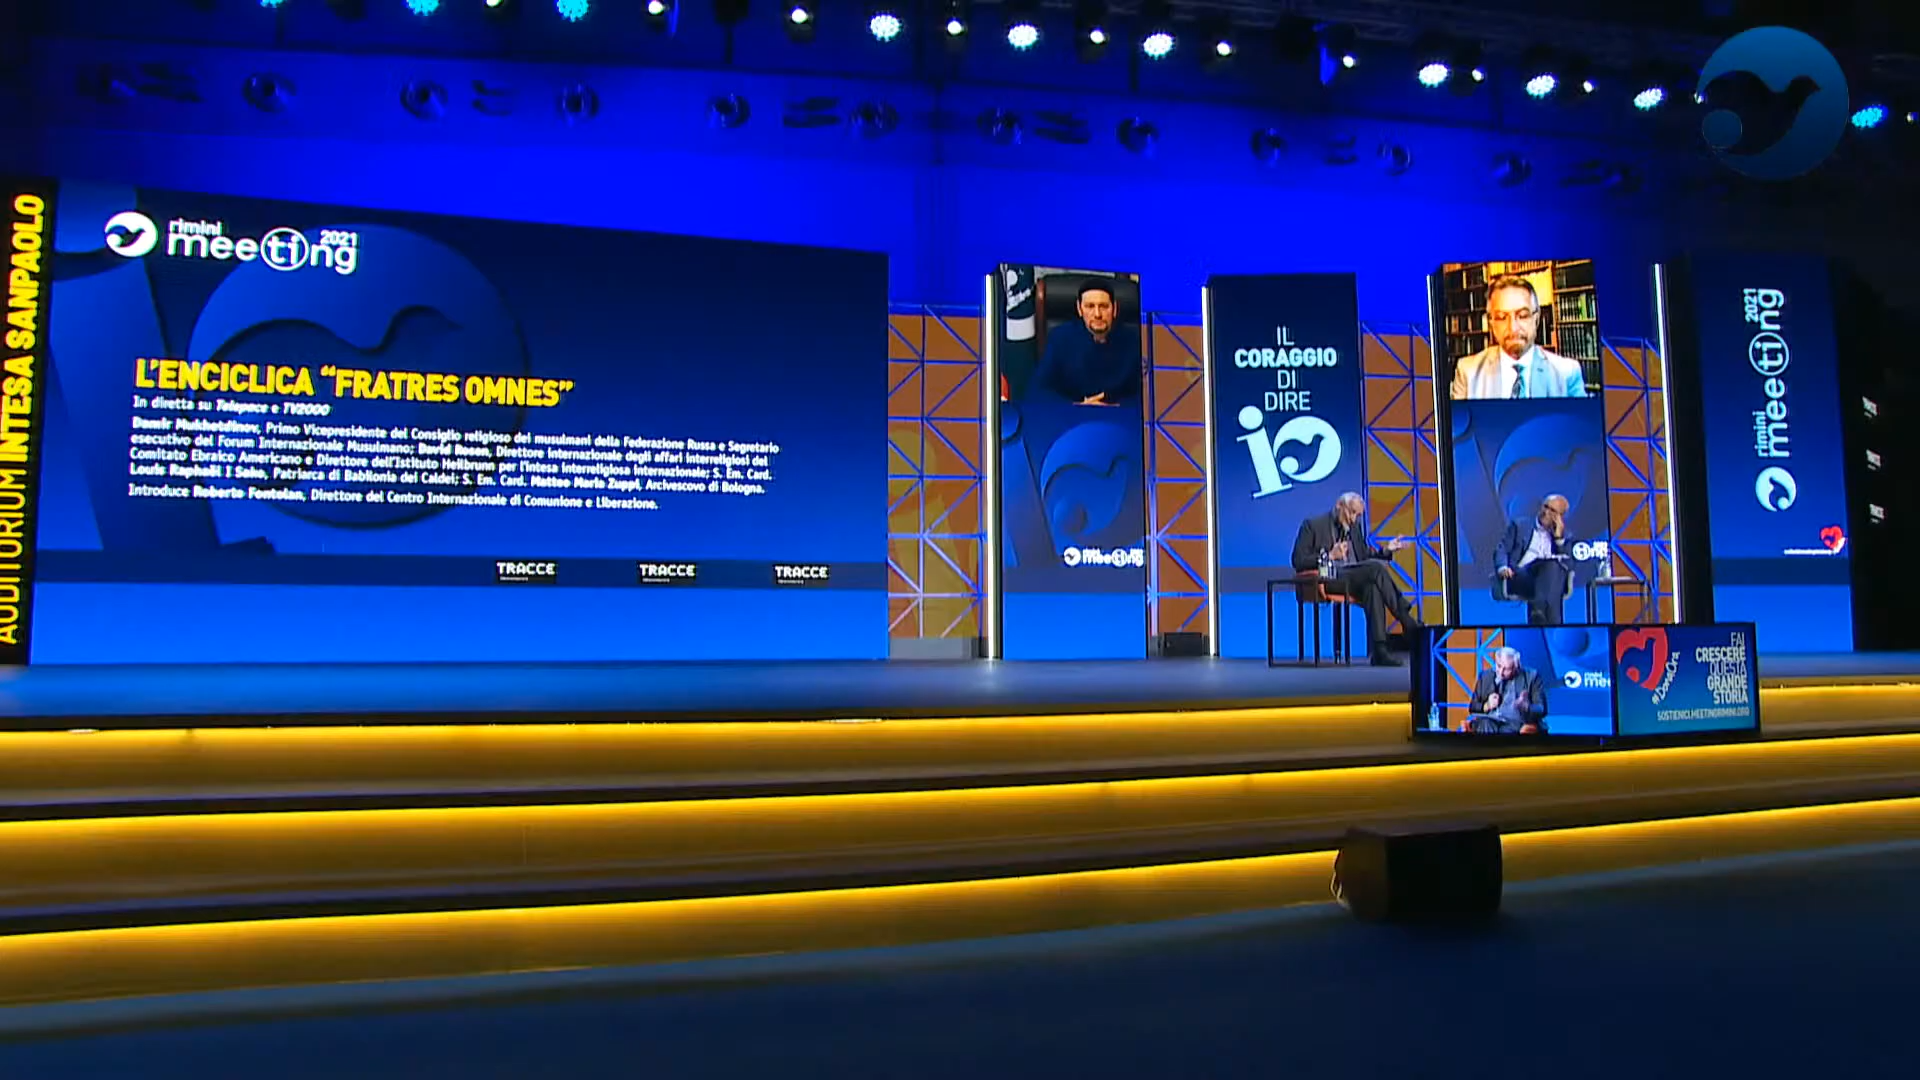 AUDITORIUM INTESA SANPAOLO
rimini
meeting
2021
L'ENCICLICA “FRATRES OMNES”
In diretta su Telepace e TV2000
Damir Mukhetdinov, Primo Vicepresidente del Consiglio religioso dei musulmani della Federazione Russa e Segretario
esecutivo del Forum Internazionale Musulmano; David Rosen, Direttore internazionale degli affari interreligiosi del
Comitato Ebraico Americano e Direttore dell'Istituto Heilbrunn per l'intesa interreligiosa internazionale; S. Em. Card.
Louis Raphaël I Sako, Patriarca di Babilonia dei Caldei; S. Em. Card. Matteo Maria Zuppi, Arcivescovo di Bologna.
Introduce Roberto Fontolan, Direttore del Centro Internazionale di Comunione e Liberazione.
TRACCE
TRACCE
TRACCE
meeting
IL
CORAGGIO
DI
DIRE
io
ting
rimini
meeting
2021
rimini
mee
#DonaOra
FAI
CRESCERE
QUESTA
GRANDE
STORIA
SOSTIENICI.MEETINGRIMINI.ORG